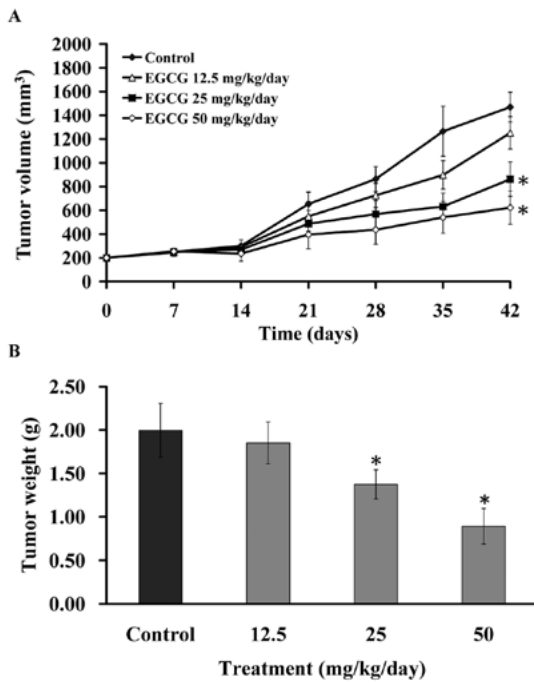 A
2000
1800
1600
1400
1200
1000
800
600
400
200
0
Tumor volume (mm³)
Control
EGCG 12.5 mg/kg/day
EGCG 25 mg/kg/day
EGCG 50 mg/kg/day
*
*
0 7 14 21 28 35 42
Time (days)
B
2.50
2.00
1.50
1.00
0.50
0.00
Tumor weight (g)
*
*
Control 12.5 25 50
Treatment (mg/kg/day)